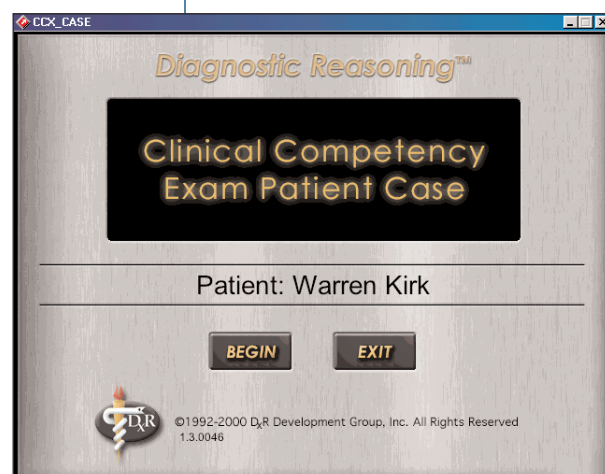 CCX_CASE
Diagnostic Reasoning™
Clinical Competency
Exam Patient Case
Patient: Warren Kirk
BEGIN EXIT
DxR
©1992-2000 DxR Development Group, Inc. All Rights Reserved
1.3.0046